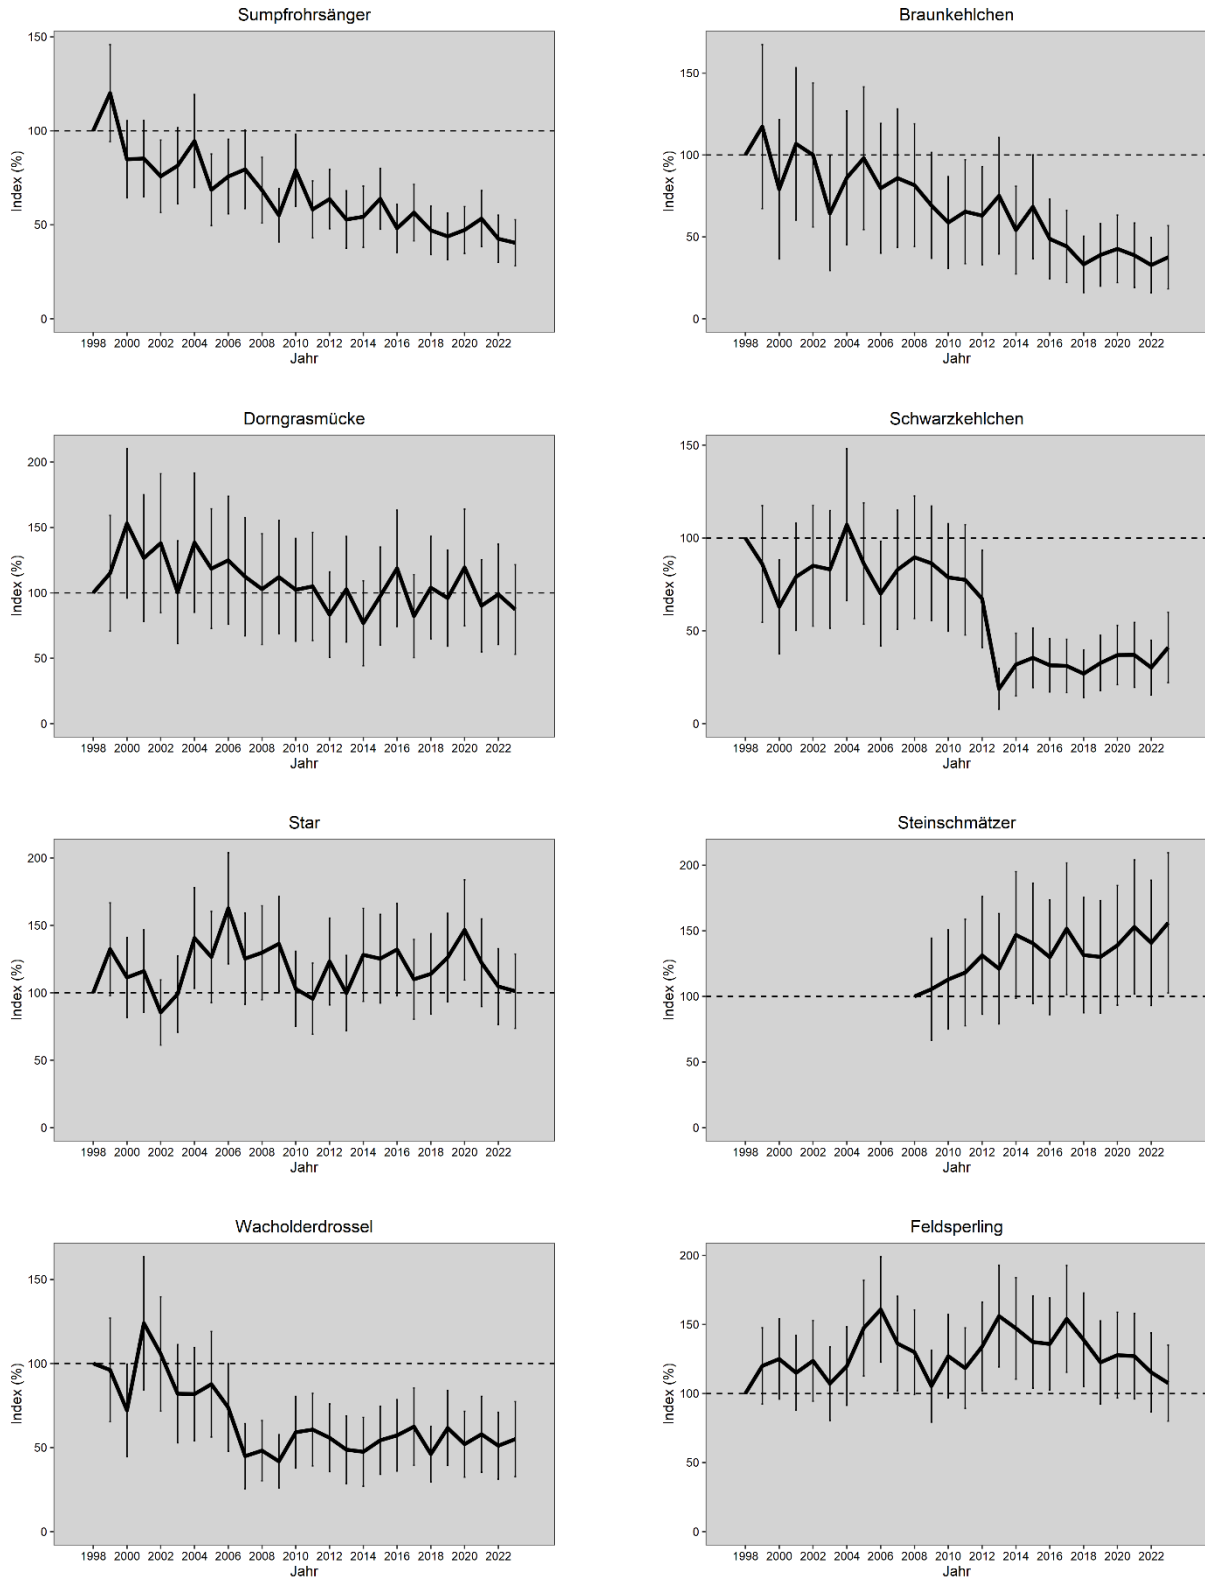 Sumpfrohrsänger
150
100
50
0
Index (%)
1998 2000 2002 2004 2006 2008 2010 2012 2014 2016 2018 2020 2022
Jahr
Braunkehlchen
150
100
50
0
Index (%)
1998 2000 2002 2004 2006 2008 2010 2012 2014 2016 2018 2020 2022
Jahr
Dorngrasmücke
200
150
100
50
0
Index (%)
1998 2000 2002 2004 2006 2008 2010 2012 2014 2016 2018 2020 2022
Jahr
Schwarzkehlchen
150
100
50
0
Index (%)
1998 2000 2002 2004 2006 2008 2010 2012 2014 2016 2018 2020 2022
Jahr
Star
200
150
100
50
0
Index (%)
1998 2000 2002 2004 2006 2008 2010 2012 2014 2016 2018 2020 2022
Jahr
Steinschmätzer
200
150
100
50
0
Index (%)
1998 2000 2002 2004 2006 2008 2010 2012 2014 2016 2018 2020 2022
Jahr
Wacholderdrossel
150
100
50
0
Index (%)
1998 2000 2002 2004 2006 2008 2010 2012 2014 2016 2018 2020 2022
Jahr
Feldsperling
200
150
100
50
0
Index (%)
1998 2000 2002 2004 2006 2008 2010 2012 2014 2016 2018 2020 2022
Jahr